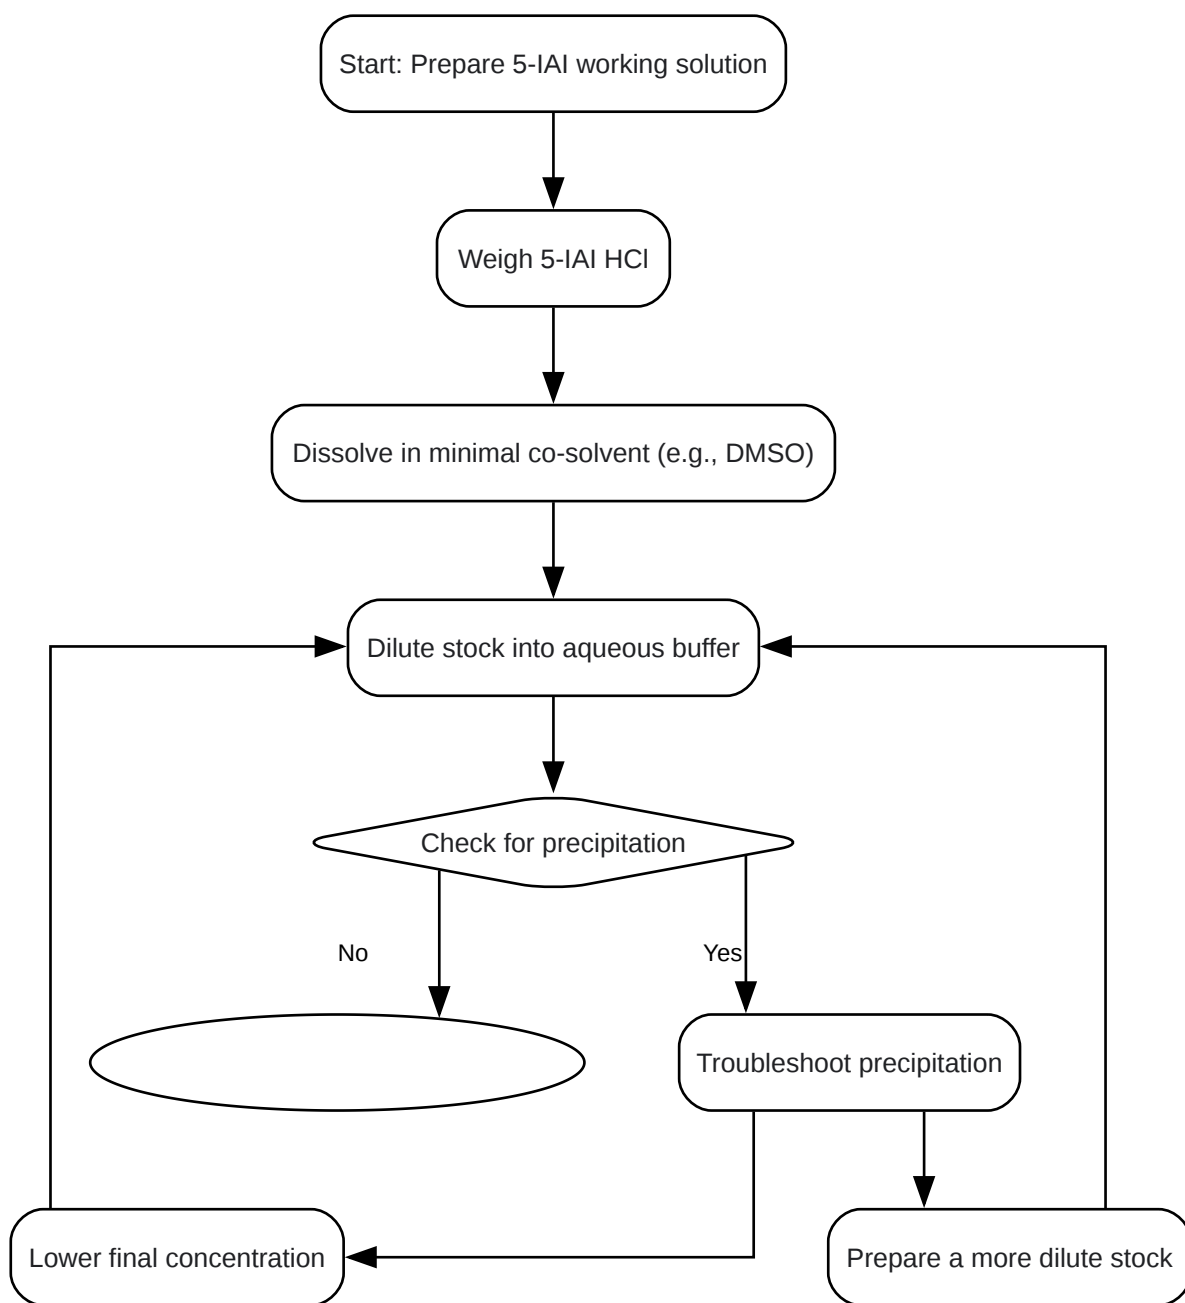 Start: Prepare 5-IAI working solution
Weigh 5-IAI HCl
Dissolve in minimal co-solvent (e.g., DMSO)
Dilute stock into aqueous buffer
Check for precipitation
No
Yes
Troubleshoot precipitation
Lower final concentration
Prepare a more dilute stock